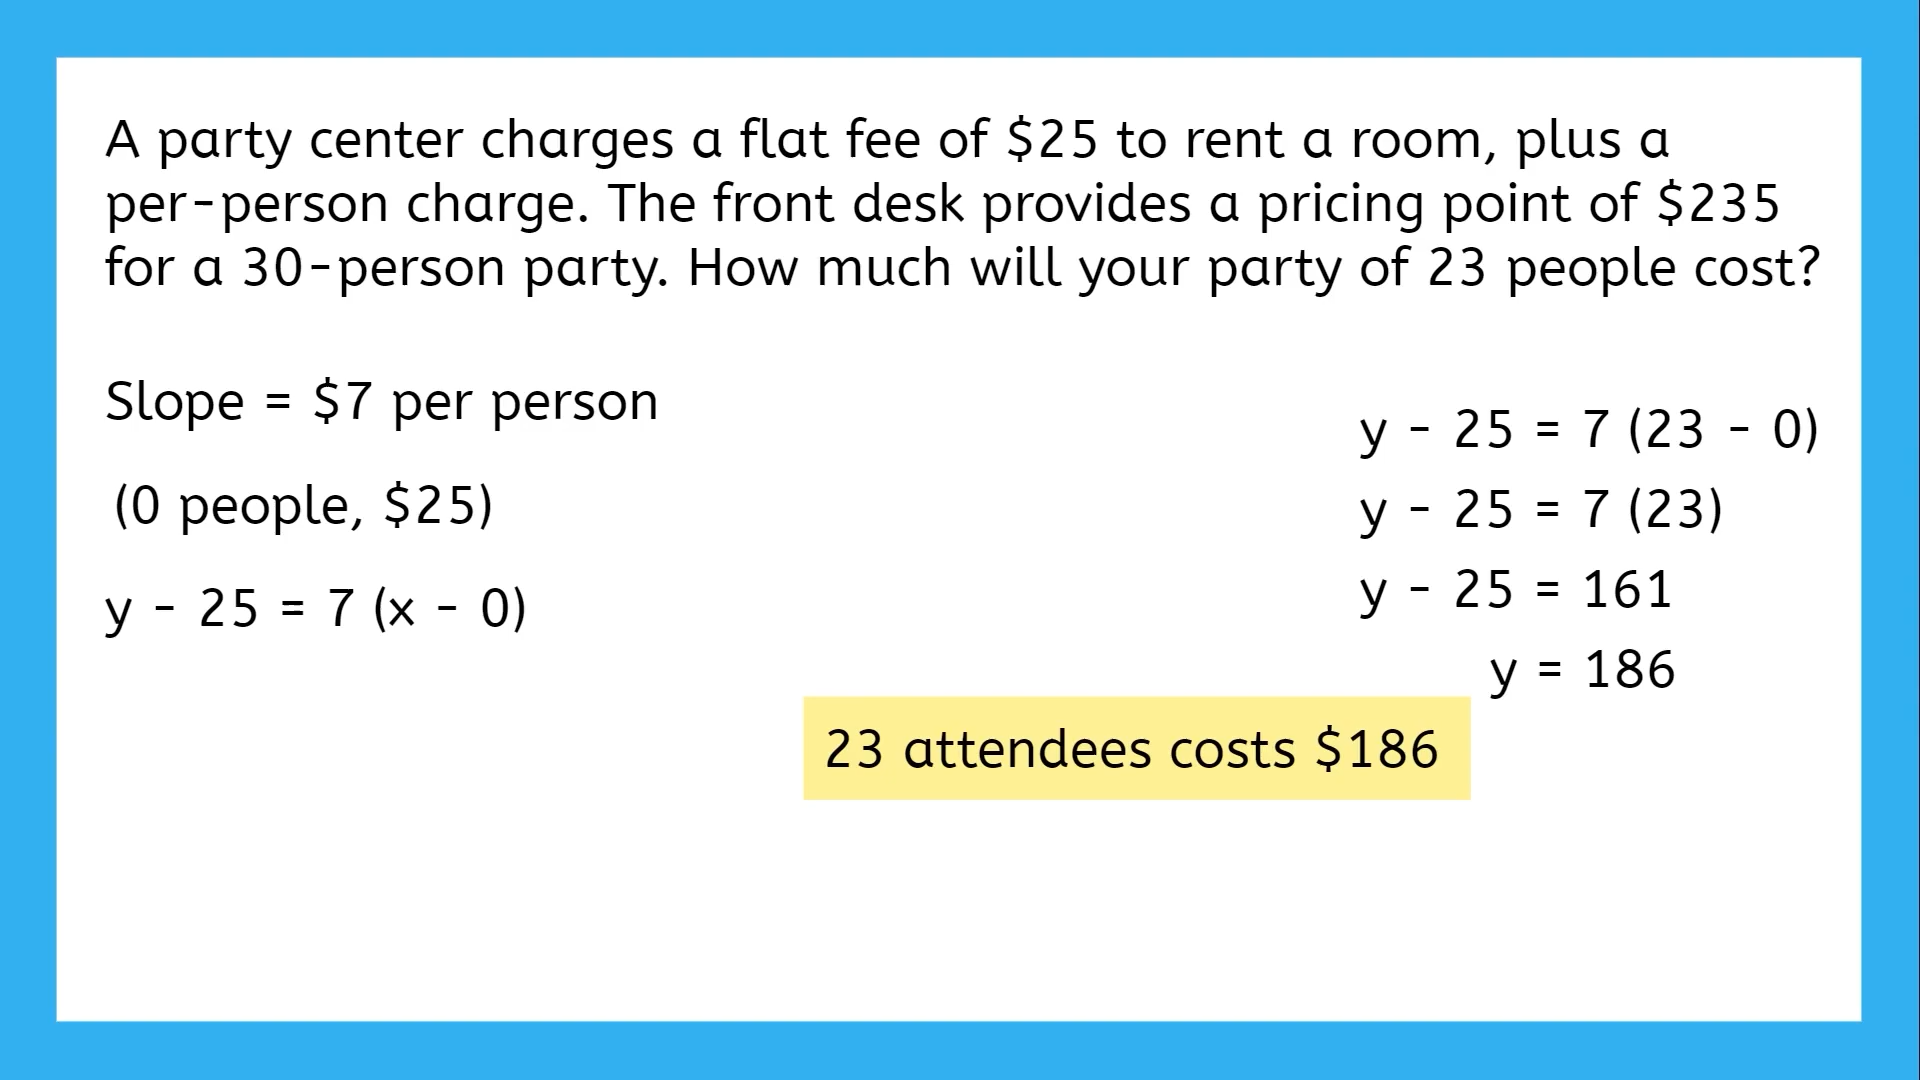 A party center charges a flat fee of $25 to rent a room, plus a
per-person charge. The front desk provides a pricing point of $235
for a 30-person party. How much will your party of 23 people cost?
Slope = $7 per person
(0 people, $25)
y - 25 = 7 (x - 0)
y - 25 = 7 (23 - 0)
y - 25 = 7 (23)
y - 25 = 161
y = 186
23 attendees costs $186